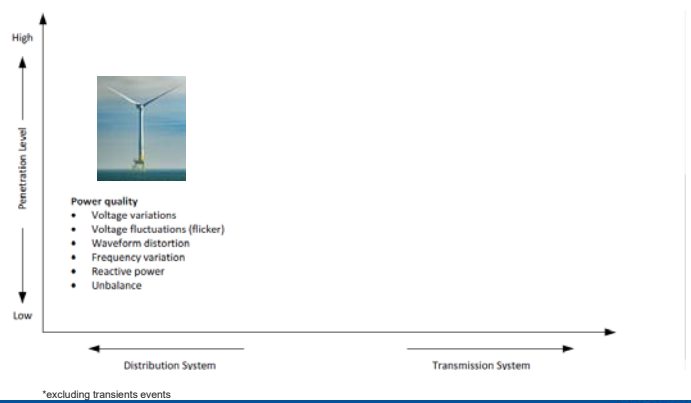 High
Penetration Level
Low
Power quality
• Voltage variations
• Voltage fluctuations (flicker)
• Waveform distortion
• Frequency variation
• Reactive power
• Unbalance
Distribution System
Transmission System
*excluding transients events